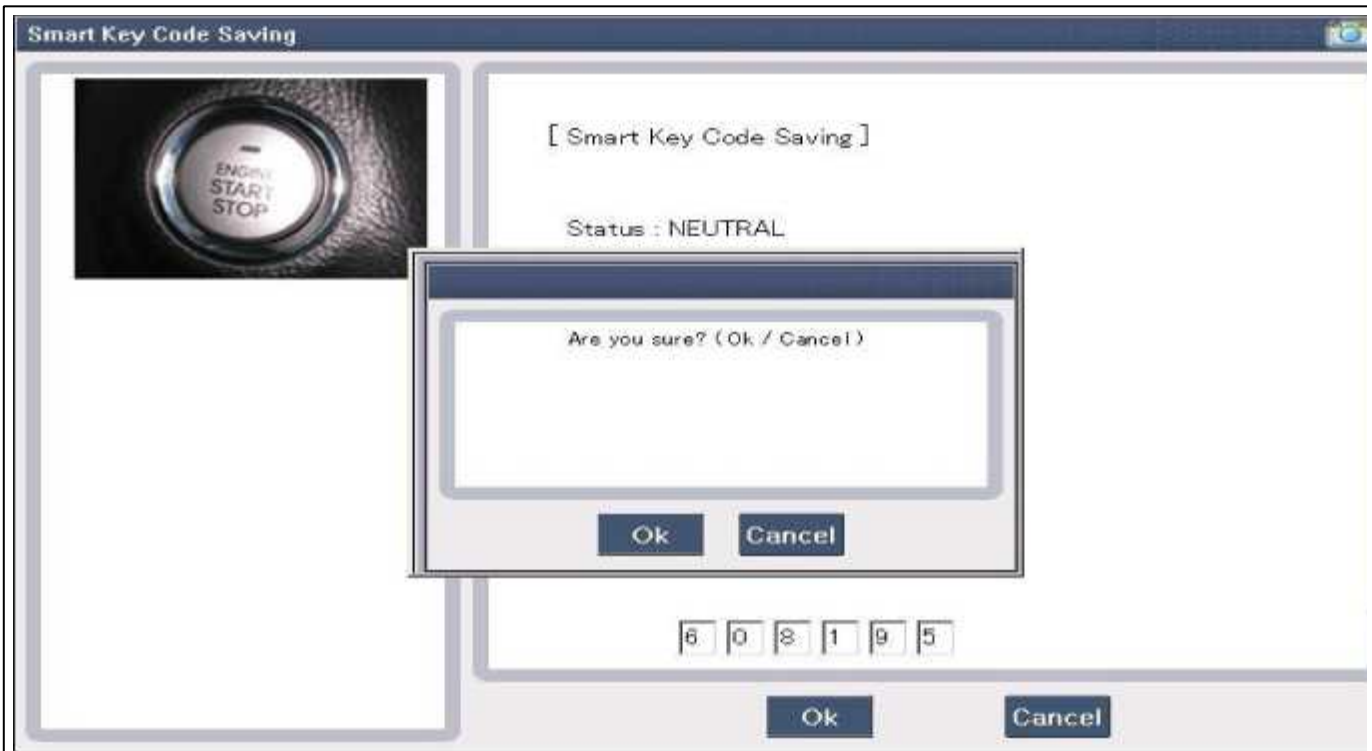 Smart Key Code Saving
ENGINE
START
STOP
[ Smart Key Code Saving ]
Status : NEUTRAL
Are you sure? ( Ok / Cancel )
Ok Cancel
6 0 8 1 9 5
Ok Cancel